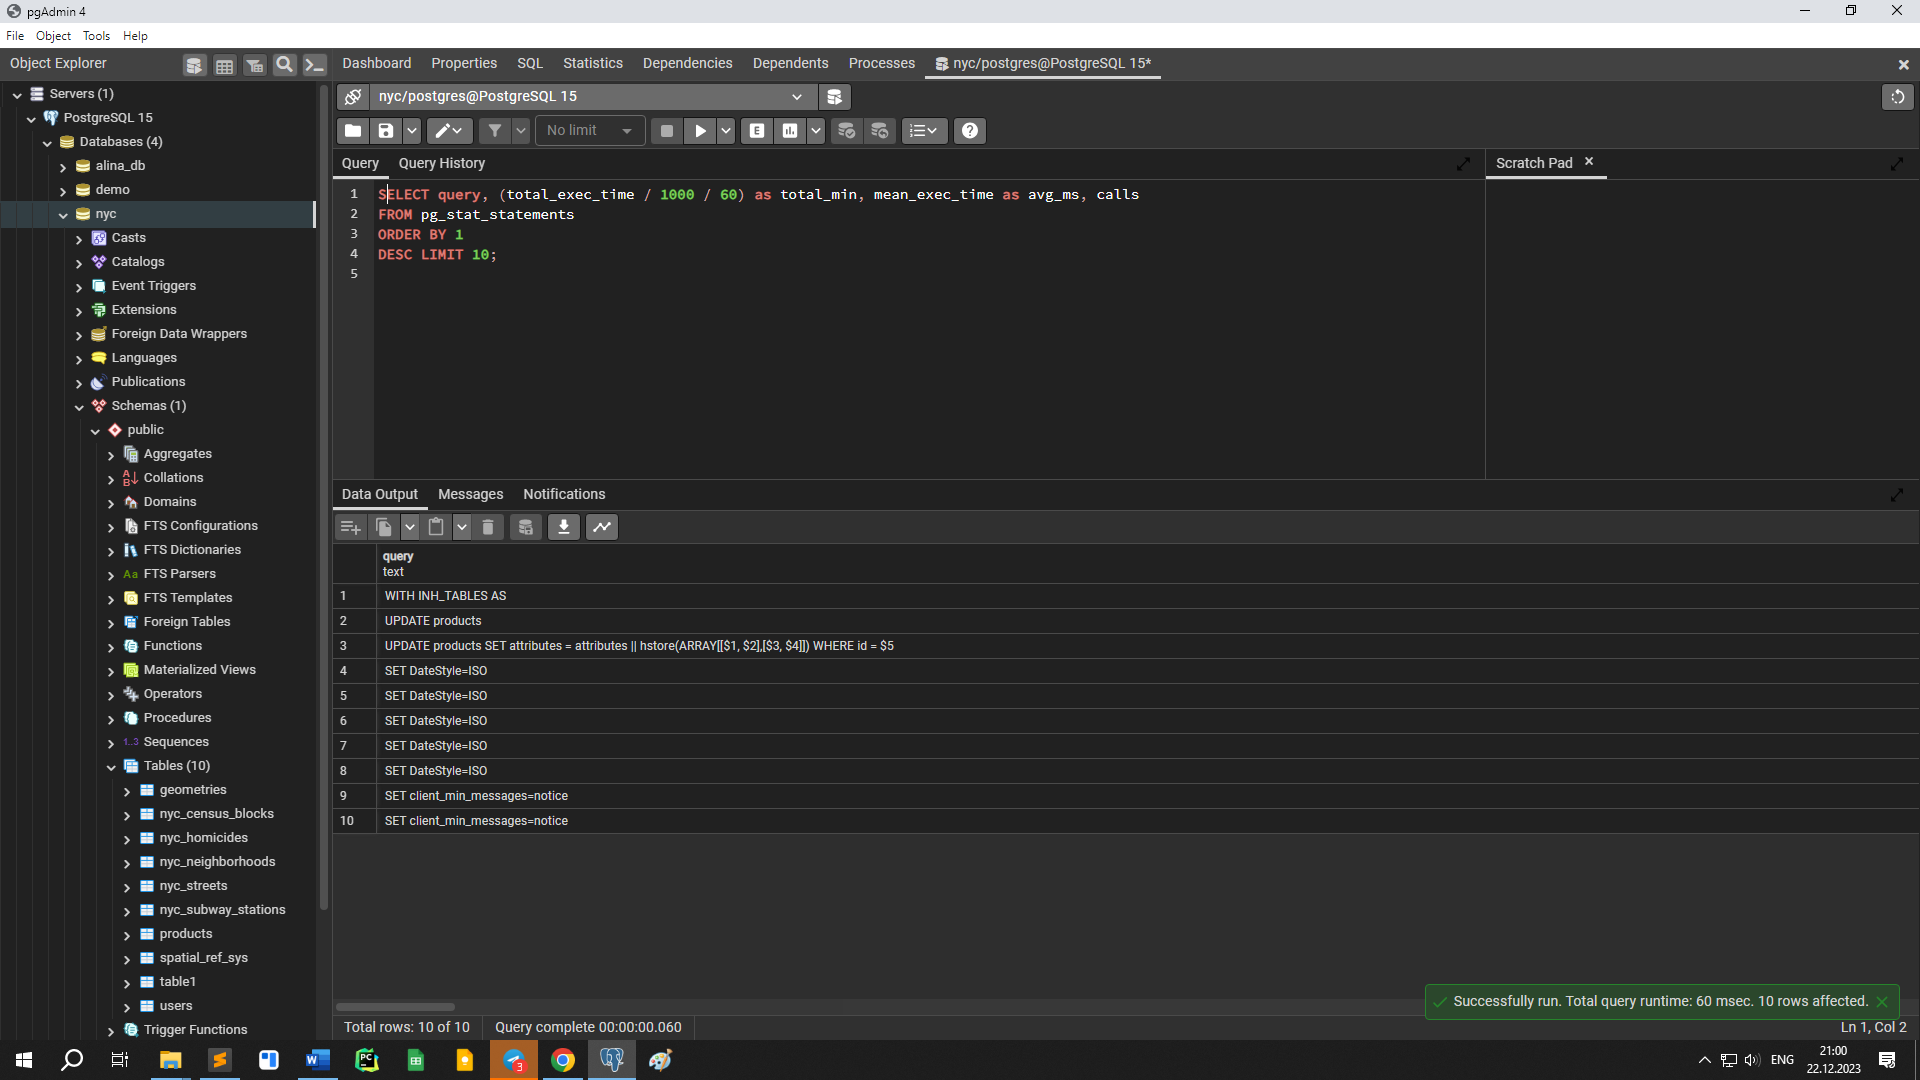 pgAdmin 4
File Object Tools Help
Object Explorer
Dashboard Properties SQL Statistics Dependencies Dependents Processes nyc/postgres@PostgreSQL 15*
Servers (1)
PostgreSQL 15
Databases (4)
alina_db
demo
nyc
Casts
Catalogs
Event Triggers
Extensions
Foreign Data Wrappers
Languages
Publications
Schemas (1)
public
Aggregates
Collations
Domains
FTS Configurations
FTS Dictionaries
Aa FTS Parsers
FTS Templates
Foreign Tables
Functions
Materialized Views
Operators
Procedures
1..3 Sequences
Tables (10)
geometries
nyc_census_blocks
nyc_homicides
nyc_neighborhoods
nyc_streets
nyc_subway_stations
products
spatial_ref_sys
table1
users
Trigger Functions
nyc/postgres@PostgreSQL 15
No limit
E
Query Query History
Scratch Pad
1 SELECT query, (total_exec_time / 1000 / 60) as total_min, mean_exec_time as avg_ms, calls
2 FROM pg_stat_statements
3 ORDER BY 1
4 DESC LIMIT 10;
5
Data Output Messages Notifications
query
text
1 WITH INH_TABLES AS
2 UPDATE products
3 UPDATE products SET attributes = attributes || hstore(ARRAY[[$1, $2],[$3, $4]]) WHERE id = $5
4 SET DateStyle=ISO
5 SET DateStyle=ISO
6 SET DateStyle=ISO
7 SET DateStyle=ISO
8 SET DateStyle=ISO
9 SET client_min_messages=notice
10 SET client_min_messages=notice
Successfully run. Total query runtime: 60 msec. 10 rows affected.
Total rows: 10 of 10 Query complete 00:00:00.060
Ln 1, Col 2
PC
3
ENG
21:00
22.12.2023